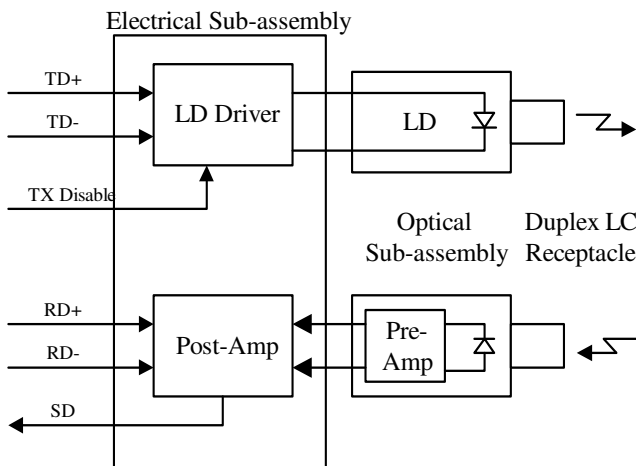 Electrical Sub-assembly
TD+
TD-
TX Disable
LD Driver
LD
Optical
Sub-assembly
Duplex LC
Receptacle
RD+
RD-
SD
Post-Amp
Pre-
Amp